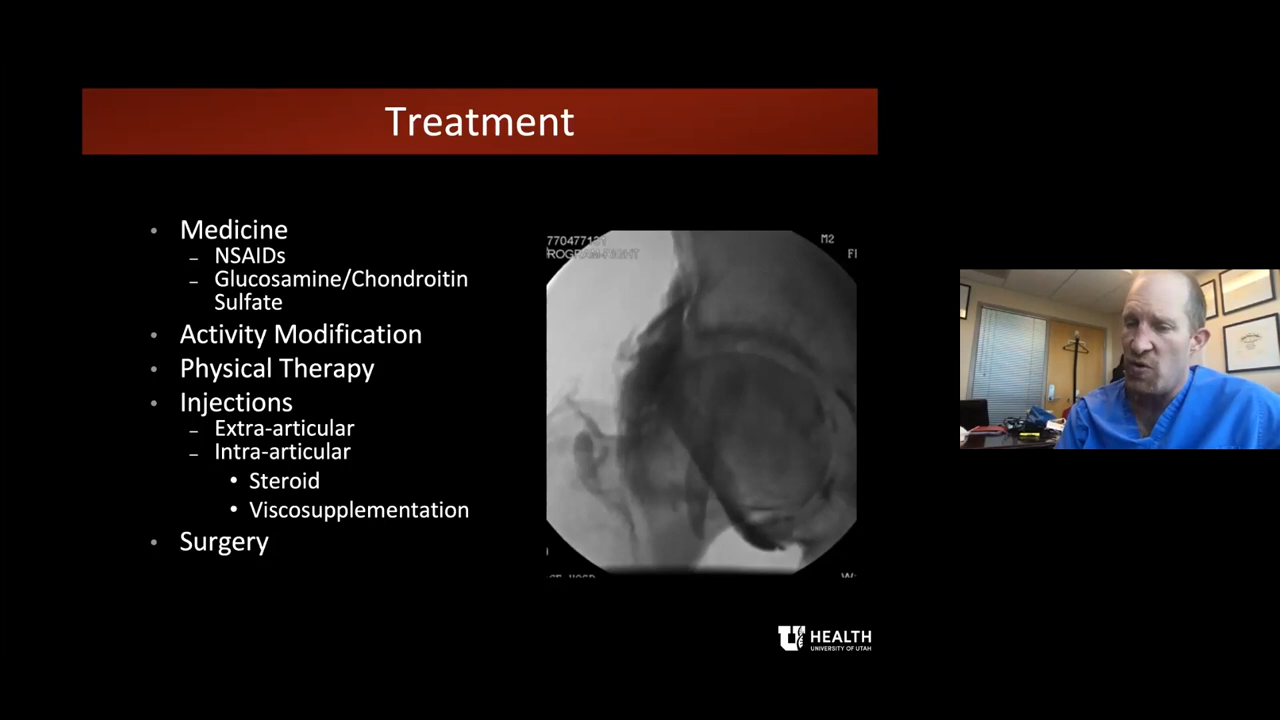 Treatment
• Medicine
– NSAIDs
– Glucosamine/Chondroitin
Sulfate
• Activity Modification
• Physical Therapy
• Injections
– Extra-articular
– Intra-articular
• Steroid
• Viscosupplementation
• Surgery
M2
HEALTH
UNIVERSITY OF UTAH